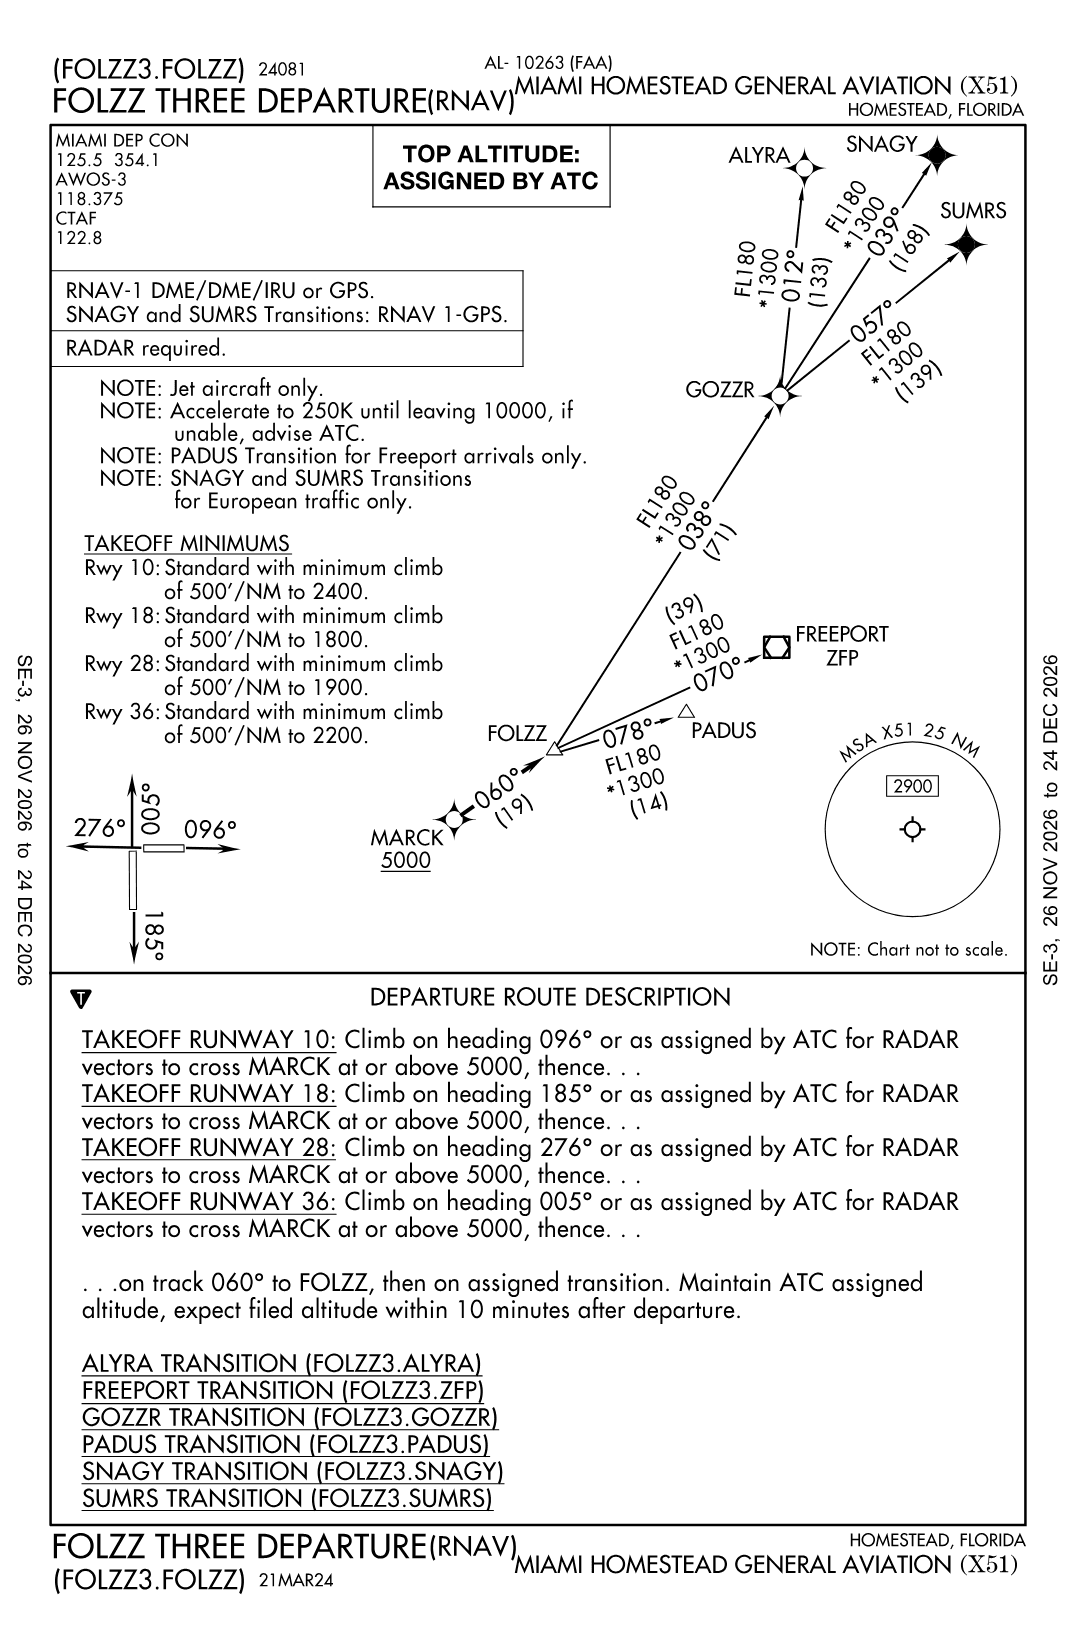 (FOLZZ3.FOLZZ) 24081
AL- 10263 (FAA)
FOLZZ THREE DEPARTURE(RNAV)
MIAMI HOMESTEAD GENERAL AVIATION (X51)
HOMESTEAD, FLORIDA
MIAMI DEP CON
125.5 354.1
AWOS-3
118.375
CTAF
122.8
TOP ALTITUDE:
ASSIGNED BY ATC
RNAV-1 DME/DME/IRU or GPS.
SNAGY and SUMRS Transitions: RNAV 1-GPS.
RADAR required.
NOTE: Jet aircraft only.
NOTE: Accelerate to 250K until leaving 10000, if
unable, advise ATC.
NOTE: PADUS Transition for Freeport arrivals only.
NOTE: SNAGY and SUMRS Transitions
for European traffic only.
TAKEOFF MINIMUMS
Rwy 10: Standard with minimum climb
of 500'/NM to 2400.
Rwy 18: Standard with minimum climb
of 500'/NM to 1800.
Rwy 28: Standard with minimum climb
of 500'/NM to 1900.
Rwy 36: Standard with minimum climb
of 500'/NM to 2200.
ALYRA
SNAGY
SUMRS
FL180
*1300
012°
(133)
FL180
*1300
039°
(168)
057°
FL180
*1300
(139)
GOZZR
FL180
*1300
038°
(71)
(39)
FL180
*1300
070°
FREEPORT
ZFP
FOLZZ
078°
FL180
*1300
(14)
PADUS
060°
(19)
MARCK
5000
276°
005°
096°
185°
MSA X51 25 NM
2900
NOTE: Chart not to scale.
SE-3, 26 NOV 2026 to 24 DEC 2026
SE-3, 26 NOV 2026 to 24 DEC 2026
T
DEPARTURE ROUTE DESCRIPTION
TAKEOFF RUNWAY 10: Climb on heading 096° or as assigned by ATC for RADAR
vectors to cross MARCK at or above 5000, thence. . .
TAKEOFF RUNWAY 18: Climb on heading 185° or as assigned by ATC for RADAR
vectors to cross MARCK at or above 5000, thence. . .
TAKEOFF RUNWAY 28: Climb on heading 276° or as assigned by ATC for RADAR
vectors to cross MARCK at or above 5000, thence. . .
TAKEOFF RUNWAY 36: Climb on heading 005° or as assigned by ATC for RADAR
vectors to cross MARCK at or above 5000, thence. . .
. . .on track 060° to FOLZZ, then on assigned transition. Maintain ATC assigned
altitude, expect filed altitude within 10 minutes after departure.
ALYRA TRANSITION (FOLZZ3.ALYRA)
FREEPORT TRANSITION (FOLZZ3.ZFP)
GOZZR TRANSITION (FOLZZ3.GOZZR)
PADUS TRANSITION (FOLZZ3.PADUS)
SNAGY TRANSITION (FOLZZ3.SNAGY)
SUMRS TRANSITION (FOLZZ3.SUMRS)
FOLZZ THREE DEPARTURE(RNAV)
HOMESTEAD, FLORIDA
MIAMI HOMESTEAD GENERAL AVIATION (X51)
(FOLZZ3.FOLZZ) 21MAR24